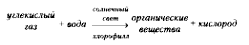 углекислый газ + вода солнечный свет хлорофилл органические вещества + кислород